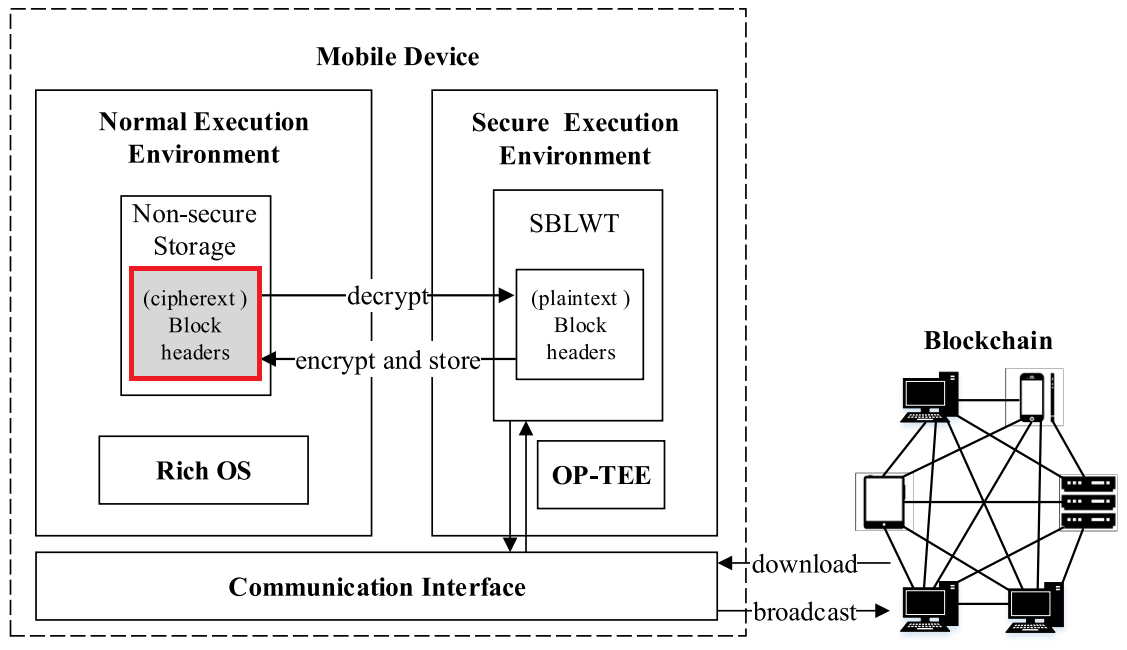 Mobile Device
Normal Execution
Environment
Non-secure
Storage
(cipherext )
Block
headers
Rich OS
decrypt
encrypt and store
Secure Execution
Environment
SBLWT
(plaintext )
Block
headers
OP-TEE
Communication Interface
download
broadcast
Blockchain